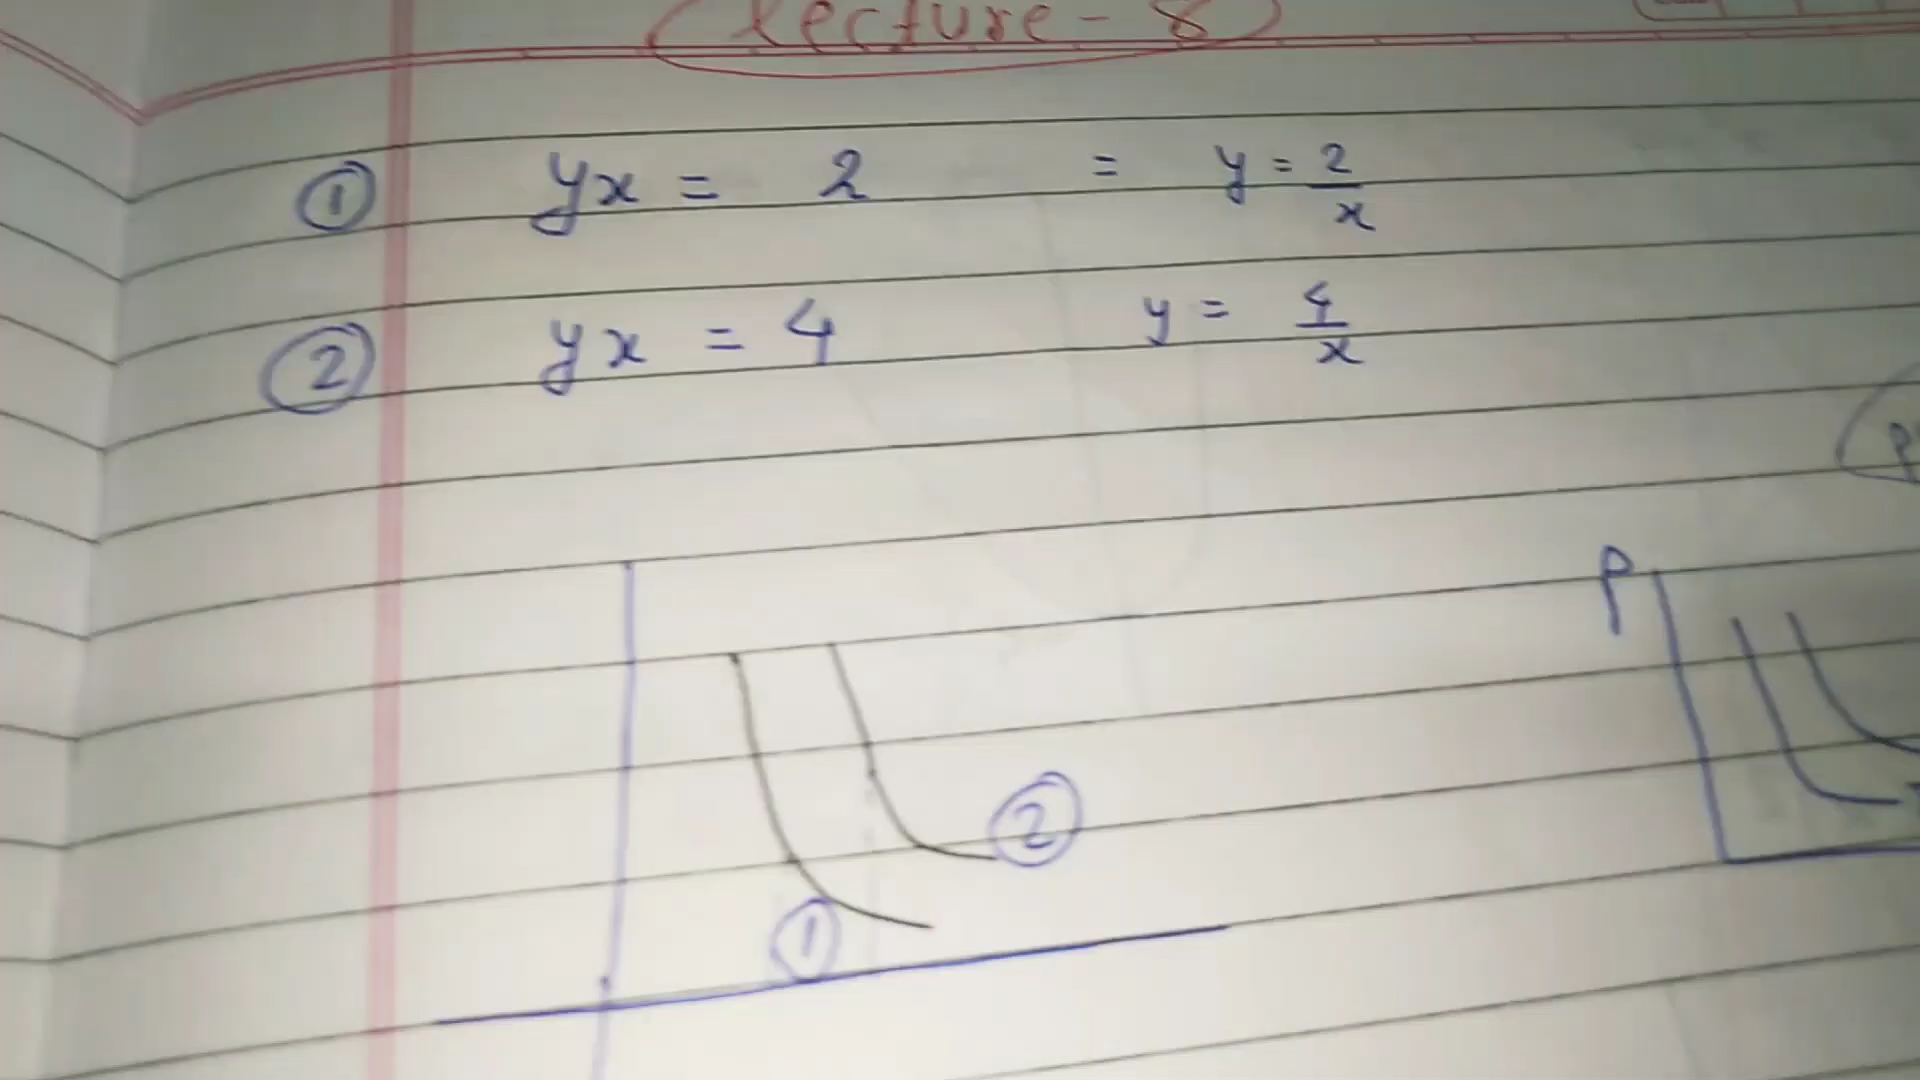 lecture - 8
① yx = 2 = y = 2/x
② yx = 4 y = 4/x
P
②
①